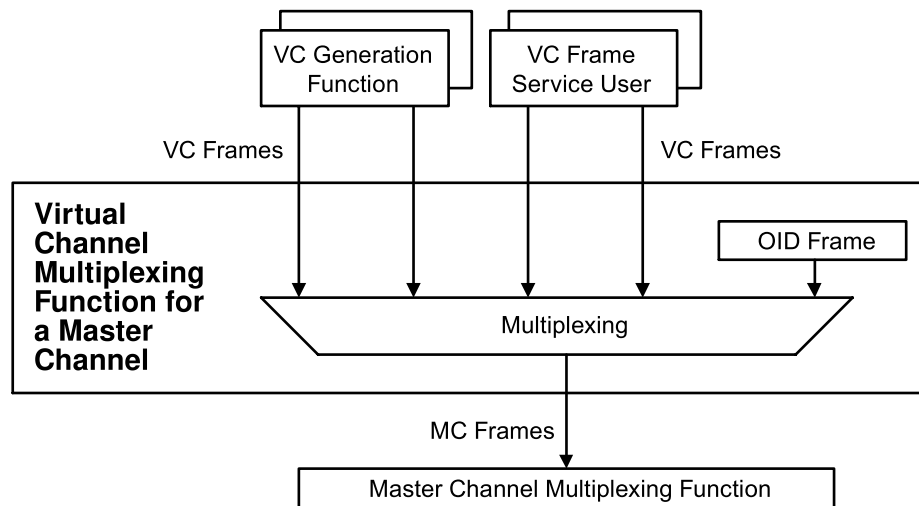 VC Generation
Function
VC Frame
Service User
VC Frames
VC Frames
Virtual
Channel
Multiplexing
Function for
a Master
Channel
OID Frame
Multiplexing
MC Frames
Master Channel Multiplexing Function